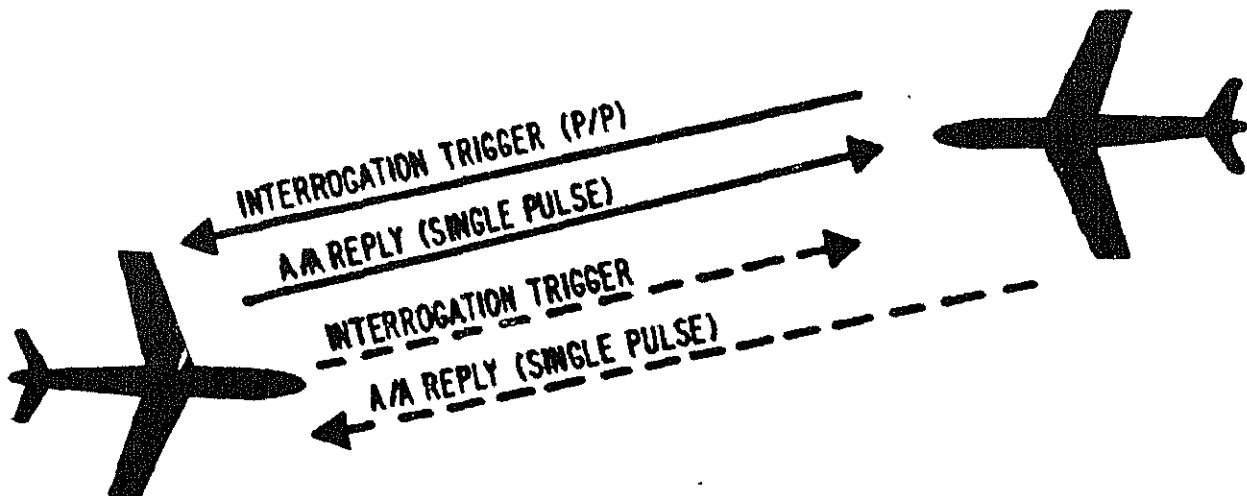 INTERROGATION TRIGGER (P/P)
A/A REPLY (SINGLE PULSE)
INTERROGATION TRIGGER
A/A REPLY (SINGLE PULSE)